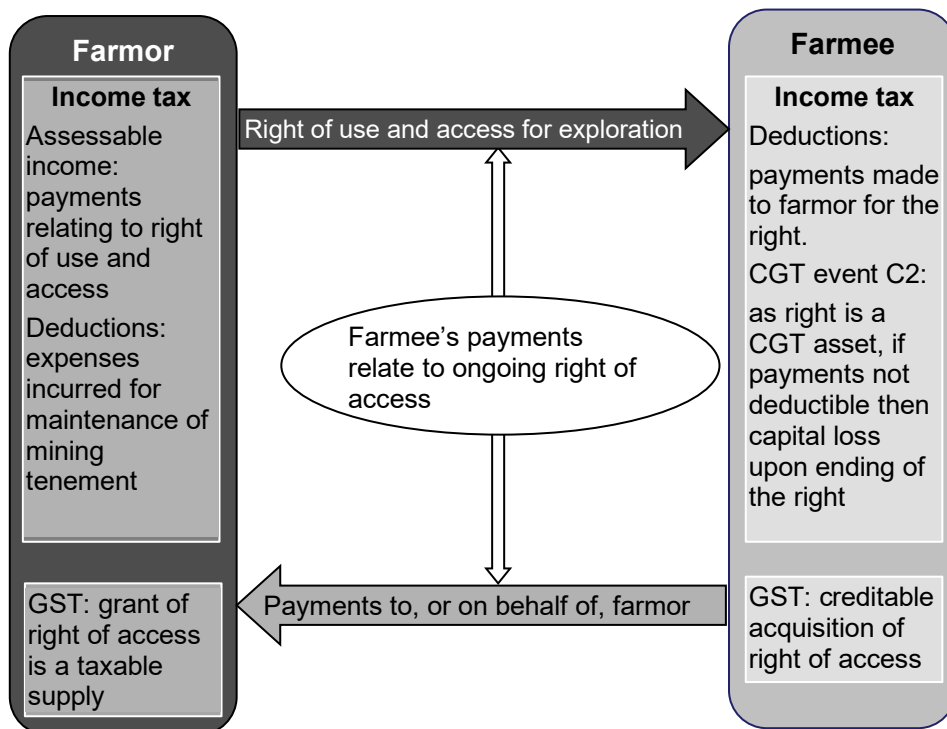 Farmor
Income tax
Assessable
income:
payments
relating to right
of use and
access
Deductions:
expenses
incurred for
maintenance of
mining
tenement
GST: grant of
right of access
is a taxable
supply
Right of use and access for exploration
Farmee's payments
relate to ongoing right of
access
Payments to, or on behalf of, farmor
Farmee
Income tax
Deductions:
payments made
to farmor for the
right.
CGT event C2:
as right is a
CGT asset, if
payments not
deductible then
capital loss
upon ending of
the right
GST: creditable
acquisition of
right of access